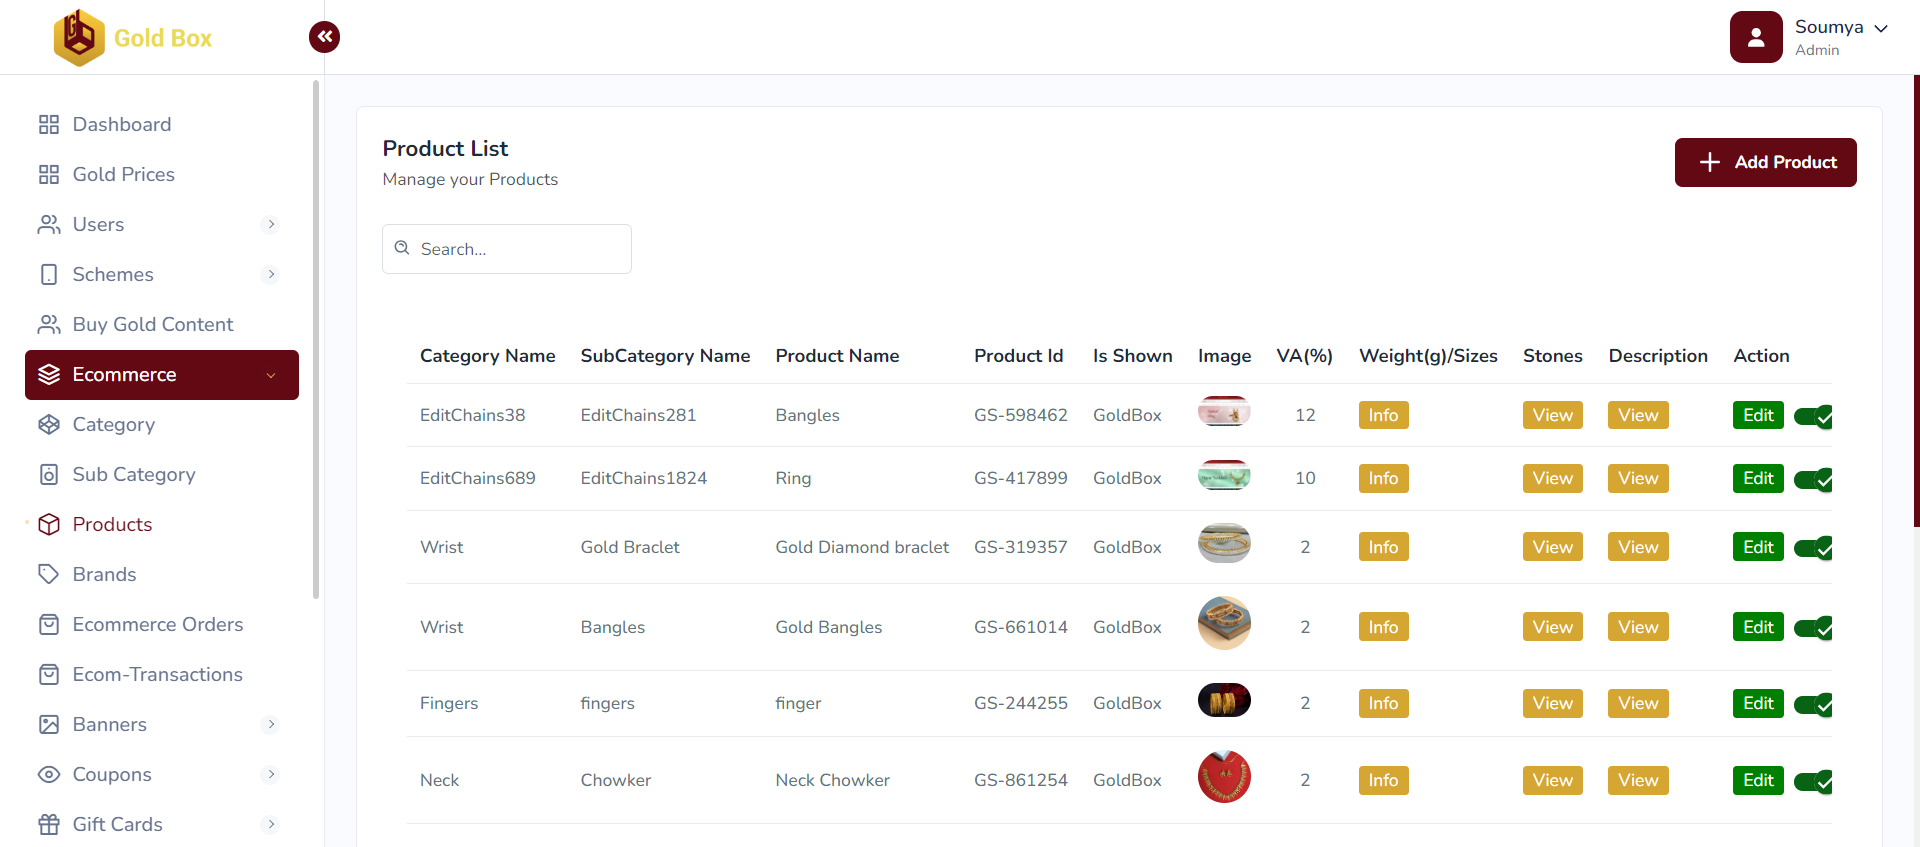 Gold Box
Soumya
Admin
Dashboard
Gold Prices
Users
Schemes
Buy Gold Content
Ecommerce
Category
Sub Category
Products
Brands
Ecommerce Orders
Ecom-Transactions
Banners
Coupons
Gift Cards
Product List
Manage your Products
Add Product
Search...
Category Name SubCategory Name Product Name Product Id Is Shown Image VA(%) Weight(g)/Sizes Stones Description Action
EditChains38 EditChains281 Bangles GS-598462 GoldBox 12 Info View View Edit
EditChains689 EditChains1824 Ring GS-417899 GoldBox 10 Info View View Edit
Wrist Gold Braclet Gold Diamond braclet GS-319357 GoldBox 2 Info View View Edit
Wrist Bangles Gold Bangles GS-661014 GoldBox 2 Info View View Edit
Fingers fingers finger GS-244255 GoldBox 2 Info View View Edit
Neck Chowker Neck Chowker GS-861254 GoldBox 2 Info View View Edit